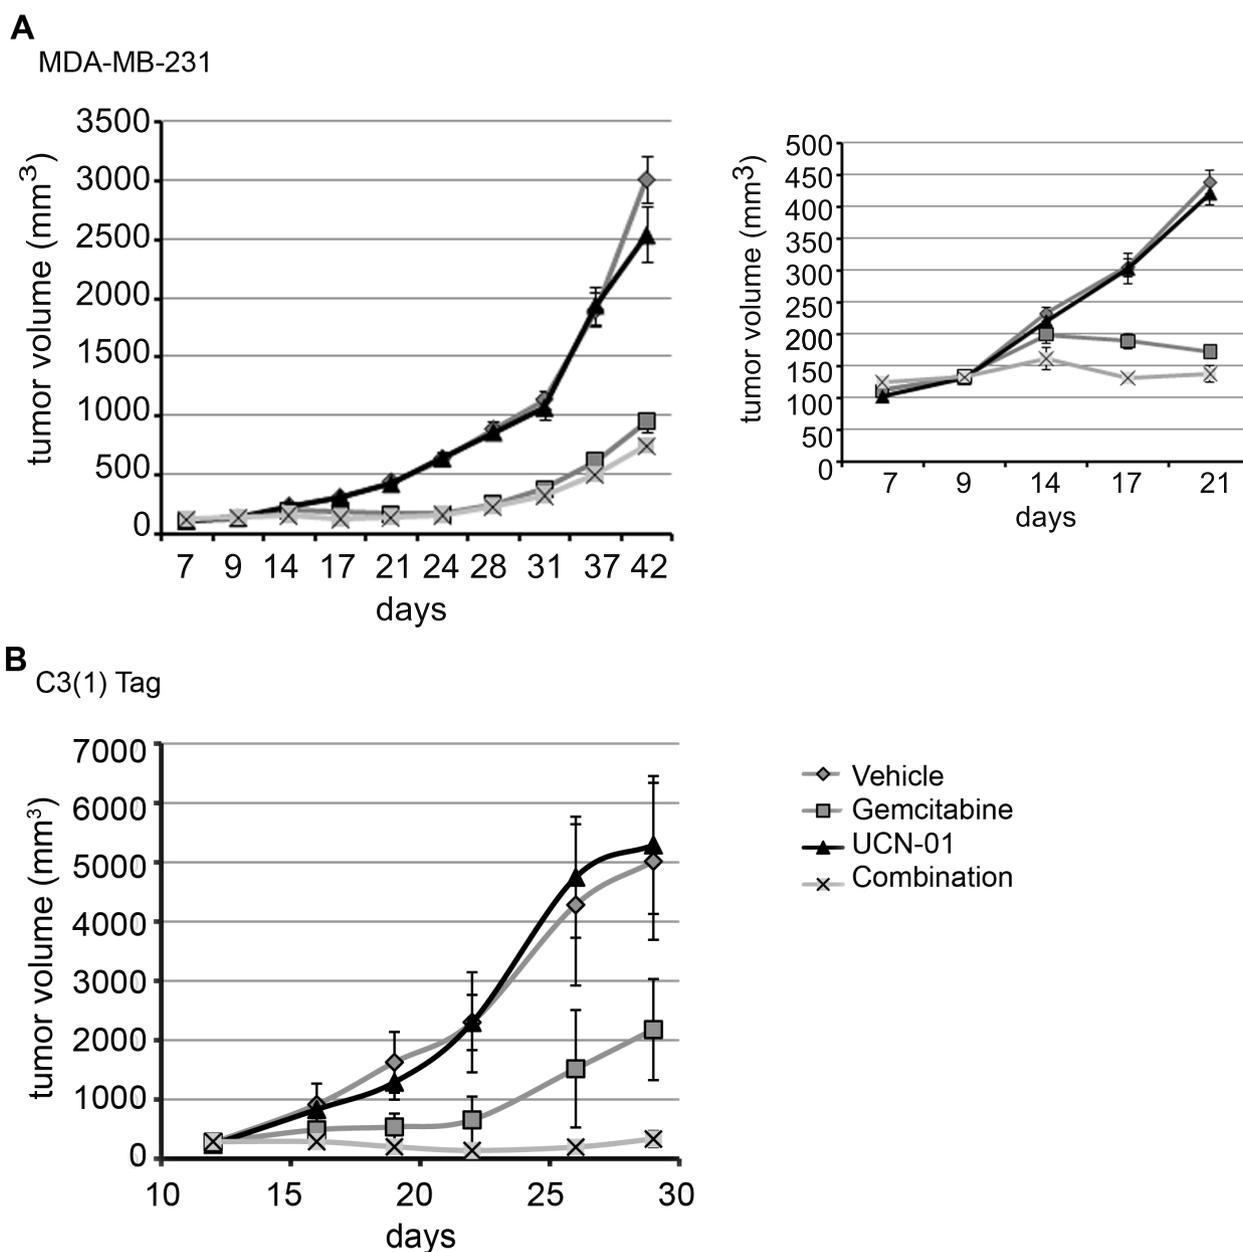 A
MDA-MB-231
tumor volume (mm³)
3500
3000
2500
2000
1500
1000
500
0
7 9 14 17 21 24 28 31 37 42
days
tumor volume (mm³)
500
450
400
350
300
250
200
150
100
50
0
7 9 14 17 21
days
B
C3(1) Tag
tumor volume (mm³)
7000
6000
5000
4000
3000
2000
1000
0
10 15 20 25 30
days
Vehicle
Gemcitabine
UCN-01
Combination